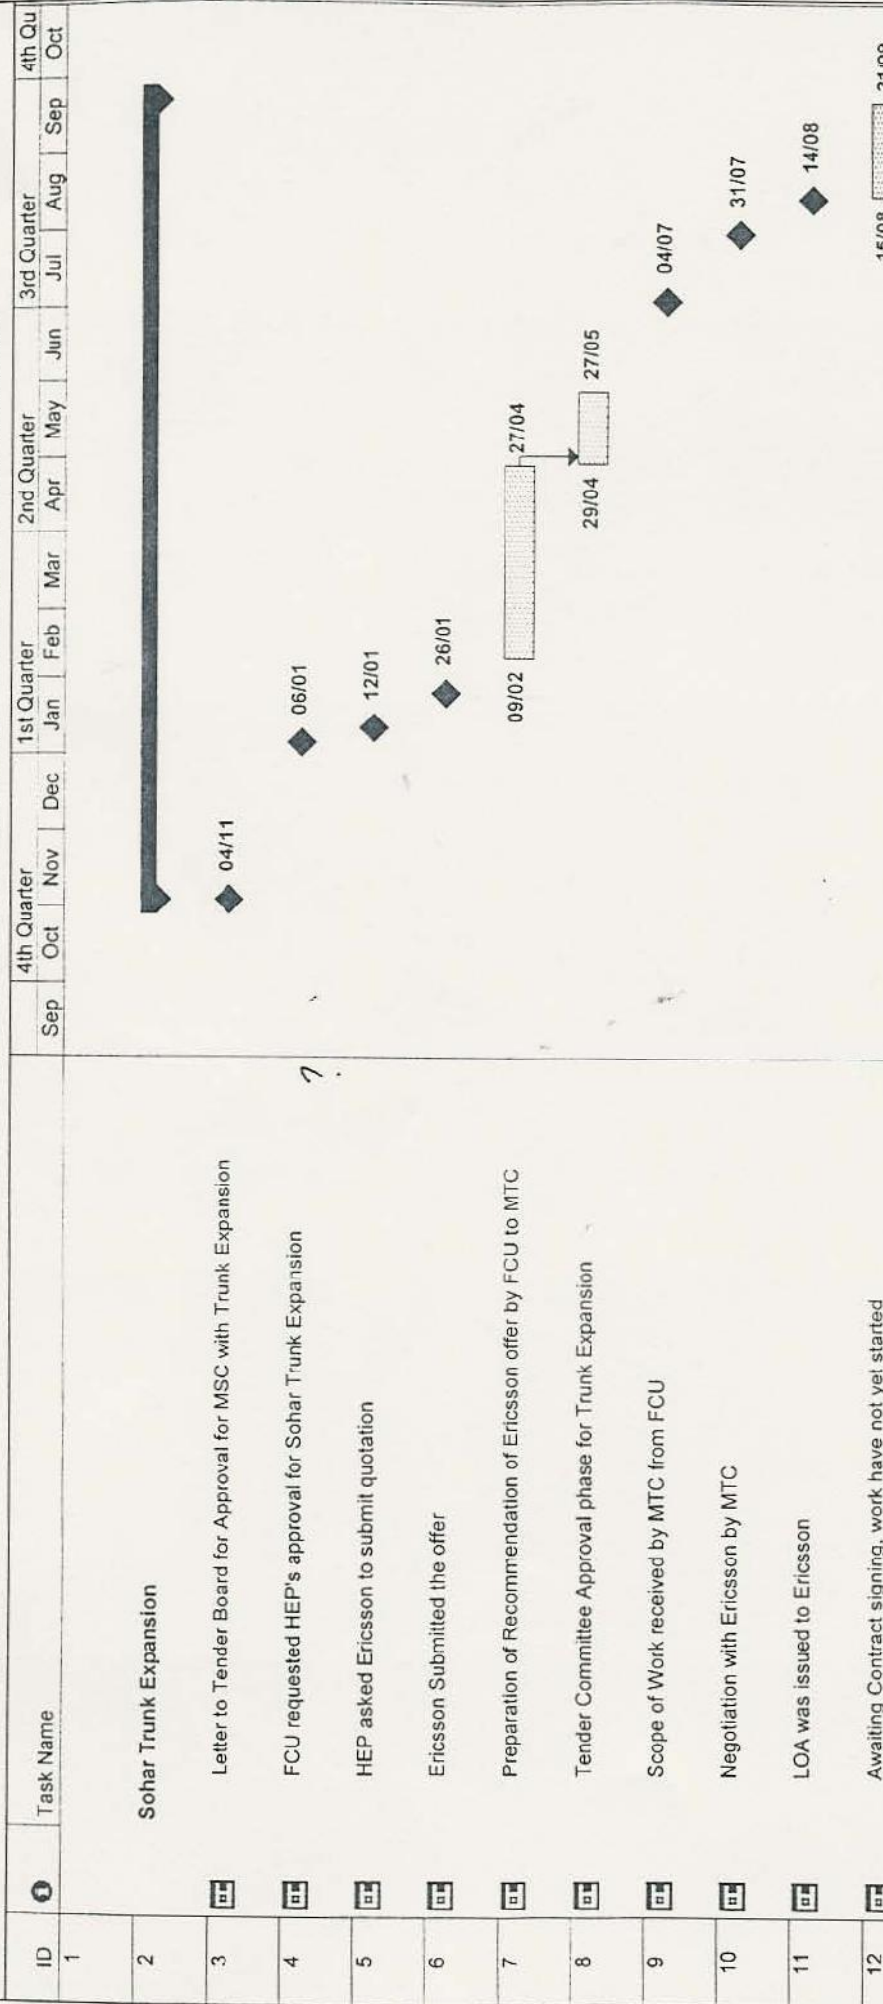 ID Task Name 4th Quarter 1st Quarter 2nd Quarter 3rd Quarter 4th Qu
Sep Oct Nov Dec Jan Feb Mar Apr May Jun Jul Aug Sep Oct
1
2 Sohar Trunk Expansion
3 Letter to Tender Board for Approval for MSC with Trunk Expansion 04/11
4 FCU requested HEP's approval for Sohar Trunk Expansion ? 06/01
5 HEP asked Ericsson to submit quotation 12/01
6 Ericsson Submitted the offer 26/01
7 Preparation of Recommendation of Ericsson offer by FCU to MTC 09/02 27/04
8 Tender Committee Approval phase for Trunk Expansion 29/04 27/05
9 Scope of Work received by MTC from FCU 04/07
10 Negotiation with Ericsson by MTC 31/07
11 LOA was issued to Ericsson 14/08
12 Awaiting Contract signing, work have not yet started 15/08